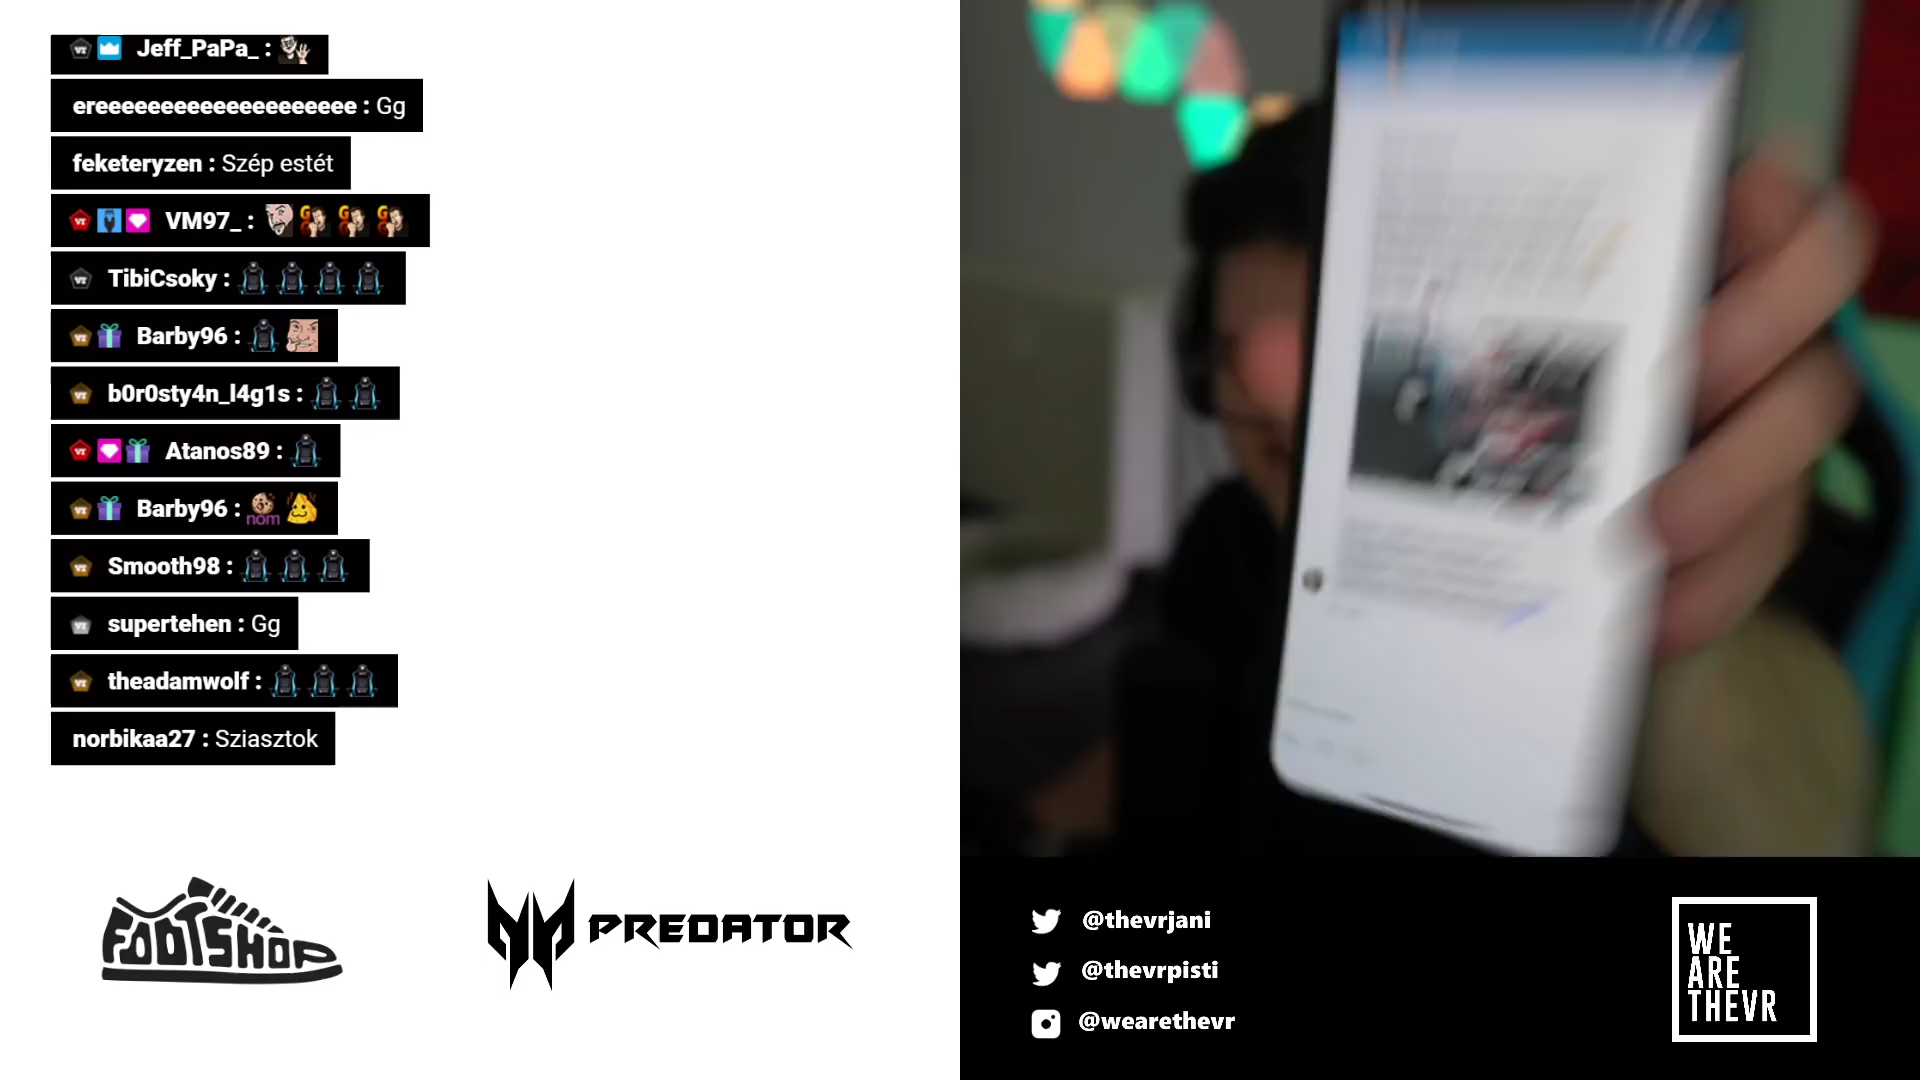 Jeff_PaPa_ :
ereeeeeeeeeeeeeeeeeeee : Gg
feketeryzen : Szép estét
VM97_ :
TibiCsoky :
Barby96 :
b0r0sty4n_l4g1s :
Atanos89 :
Barby96 :
nom
Smooth98 :
supertehen : Gg
theadamwolf :
norbikaa27 : Sziasztok
FOOTSHOP
PREDATOR
@thevrjani
@thevrpisti
@wearethevr
WE
ARE
THEVR